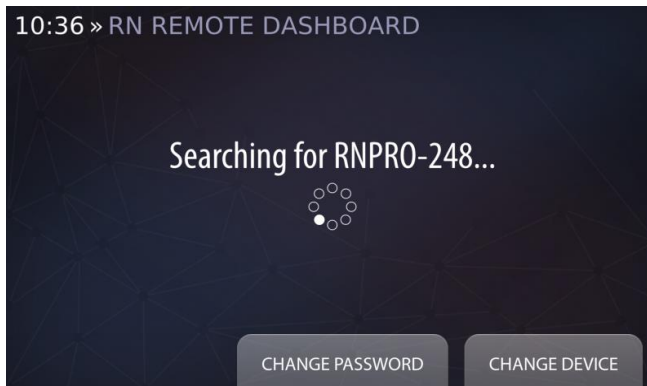 10:36 » RN REMOTE DASHBOARD
Searching for RNPRO-248...
CHANGE PASSWORD CHANGE DEVICE